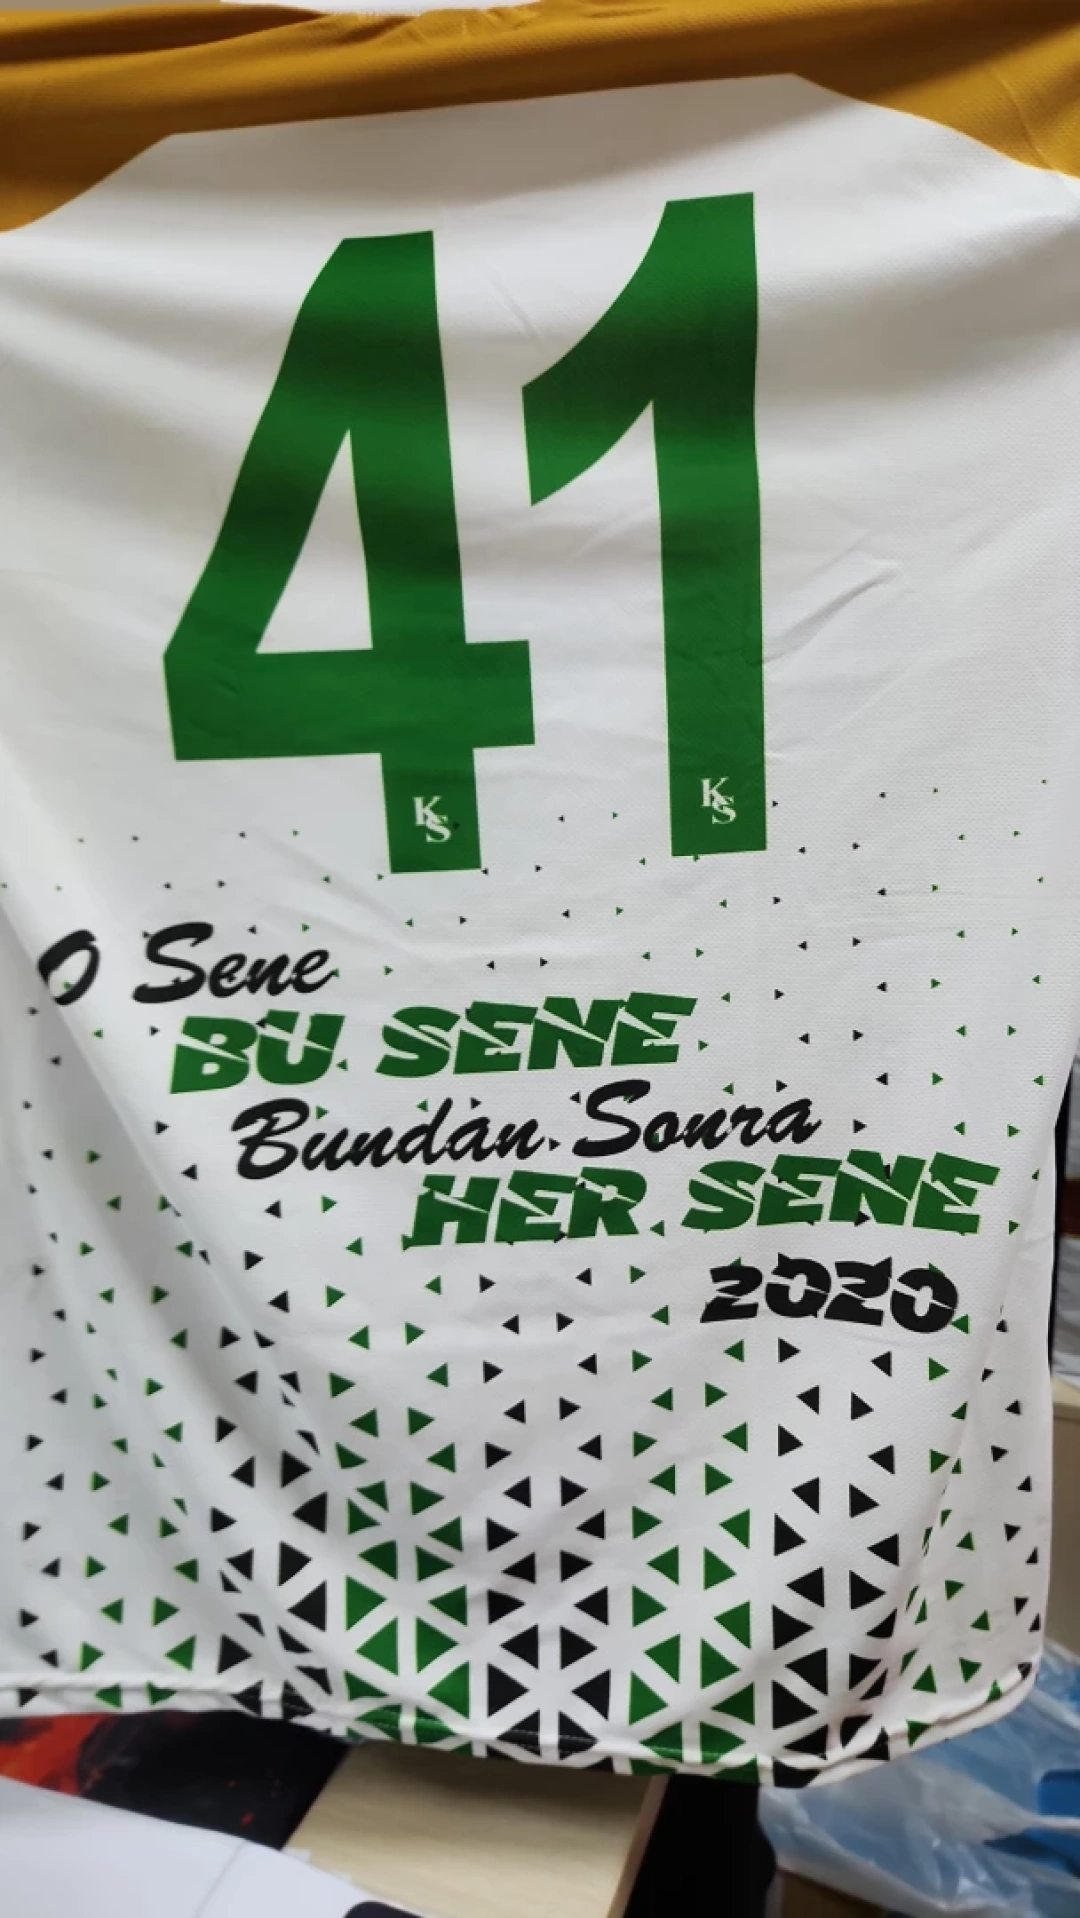 41
KS KS
O Sene
BU SENE
Bundan Sonra
HER SENE
2020